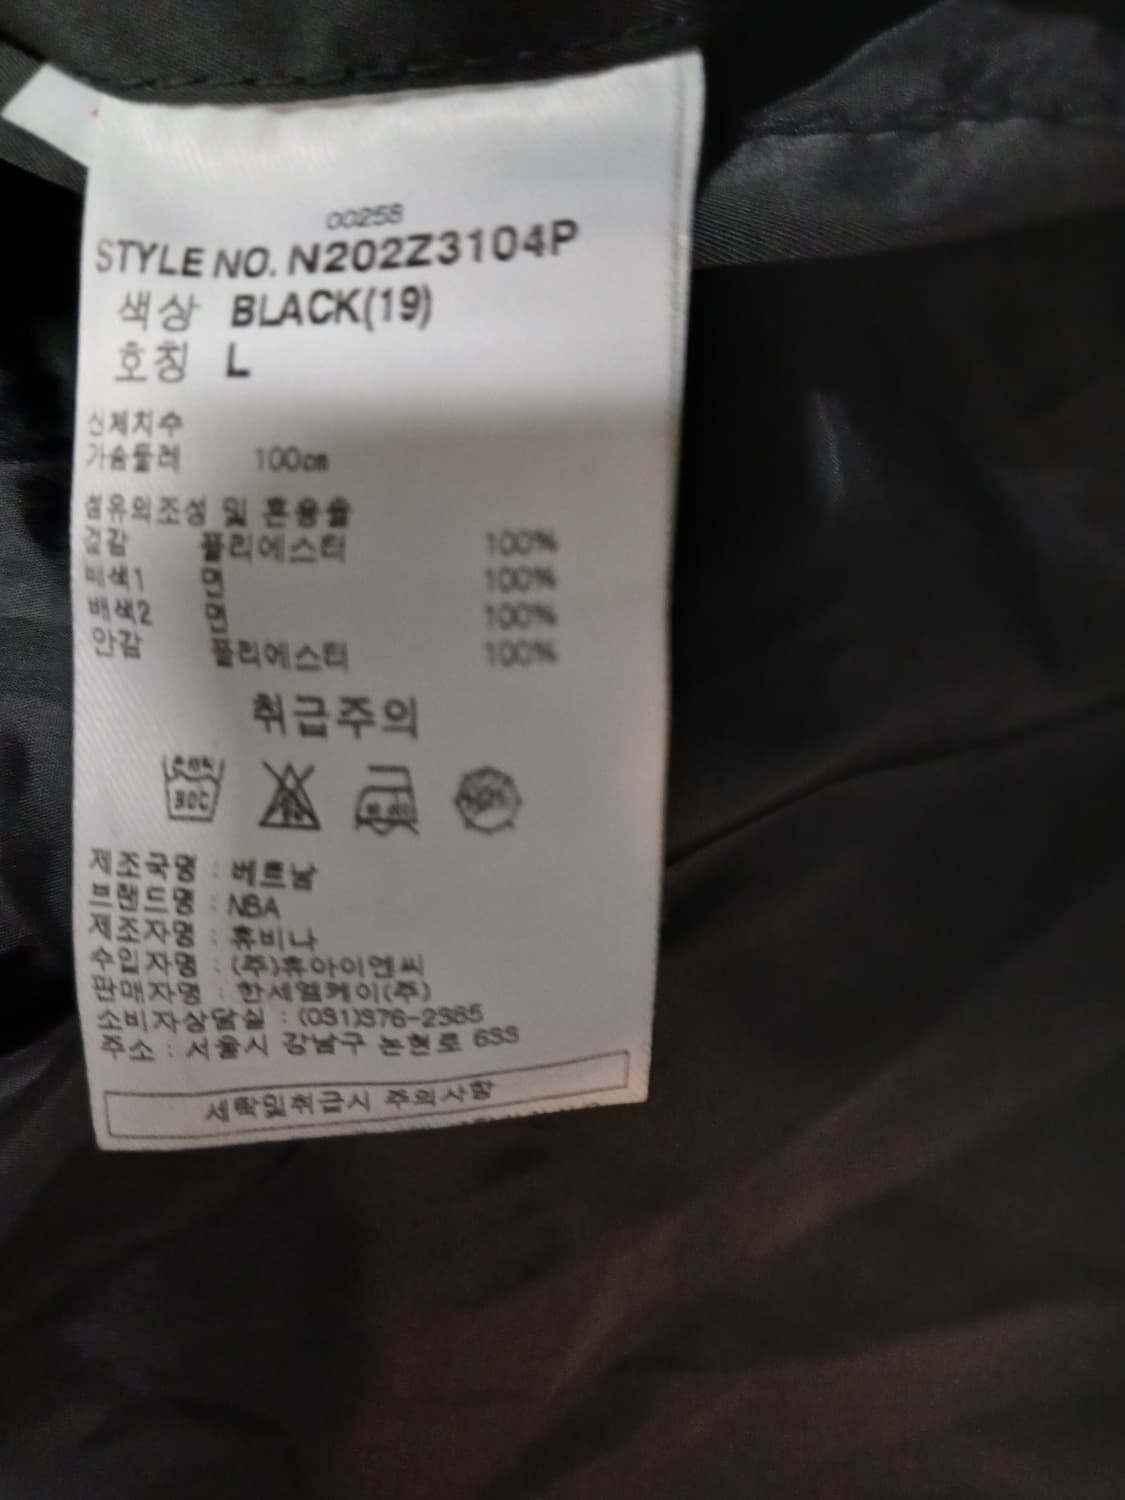 00258
STYLE NO. N202Z3104P
색상 BLACK(19)
호칭 L
신체치수
가슴둘레 100㎝
섬유의조성 및 혼용율
겉감 폴리에스터 100%
배색1 면 100%
배색2 면 100%
안감 폴리에스터 100%
취급주의
30℃
제조국명 : 베트남
브랜드명 : NBA
제조자명 : 휴비나
수입자명 : (주)휴아이엔씨
판매자명 : 한세엠케이(주)
소비자상담실 : (031)376-2365
주소 : 서울시 강남구 논현로 633
세탁및취급시 주의사항